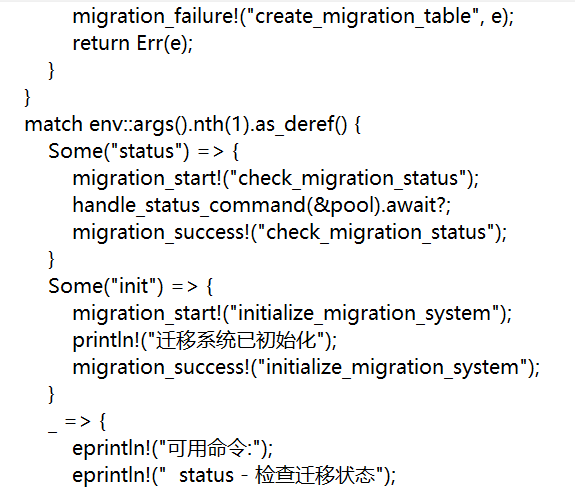 migration_failure!("create_migration_table", e);
return Err(e);
}
}
match env::args().nth(1).as_deref() {
Some("status") => {
migration_start!("check_migration_status");
handle_status_command(&pool).await?;
migration_success!("check_migration_status");
}
Some("init") => {
migration_start!("initialize_migration_system");
println!("迁移系统已初始化");
migration_success!("initialize_migration_system");
}
_ => {
eprintln!("可用命令:");
eprintln!("  status - 检查迁移状态");